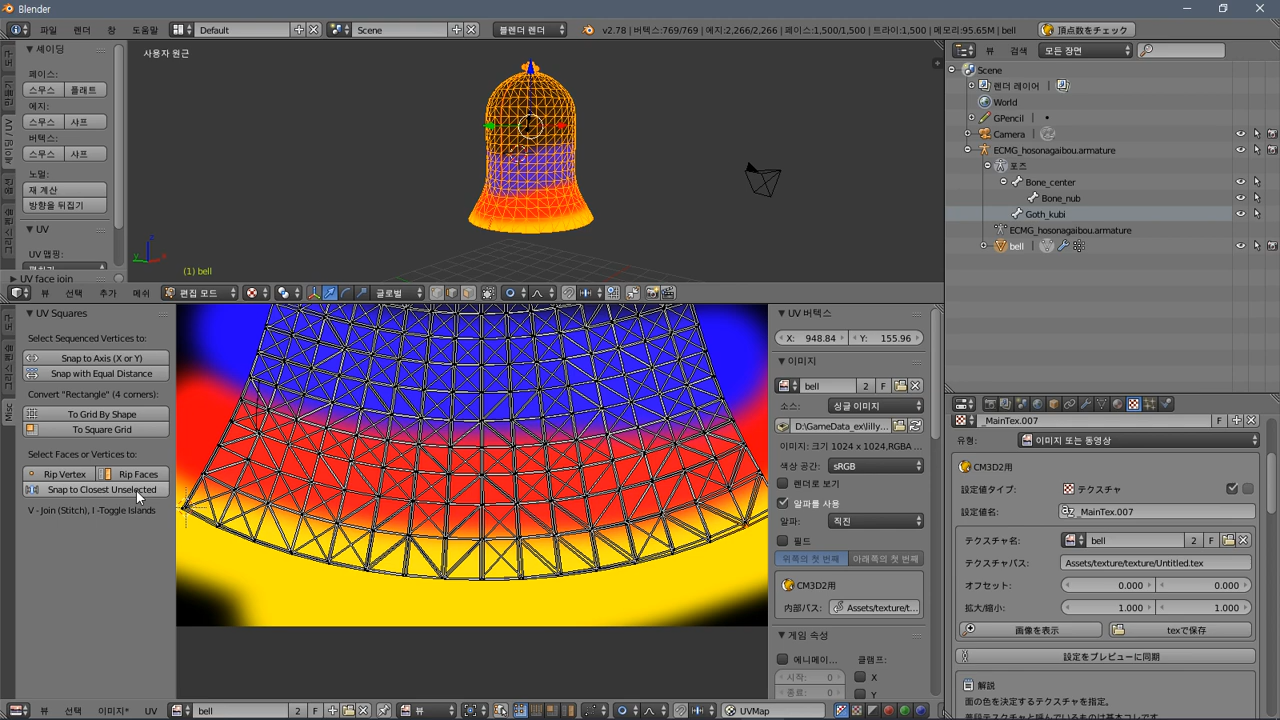 Blender
파일 렌더 창 도움말 Default Scene 블렌더 렌더 v2.78 | 버텍스:769/769 | 에지:2,266/2,266 | 페이스:1,500/1,500 | 트라이:1,500 | 메모리:95.65M | bell 頂点数をチェック
셰이딩
페이스:
스무스 플래트
에지:
스무스 샤프
버텍스:
스무스 샤프
노멀:
재 계산
방향을 뒤집기
UV
UV 맵핑:
UV face join
사용자 원근
(1) bell
뷰 선택 추가 메쉬 편집 모드 글로벌
뷰 검색 모든 장면
Scene
렌더 레이어
World
GPencil
Camera
ECMG_hosonagaibou.armature
포즈
Bone_center
Bone_nub
Goth_kubi
ECMG_hosonagaibou.armature
bell
UV Squares
Select Sequenced Vertices to:
Snap to Axis (X or Y)
Snap with Equal Distance
Convert "Rectangle" (4 corners):
To Grid By Shape
To Square Grid
Select Faces or Vertices to:
Rip Vertex Rip Faces
Snap to Closest Unselected
V - Join (Stitch), I -Toggle Islands
Misc
UV 버텍스
X: 948.84 Y: 155.96
이미지
bell 2 F
소스: 싱글 이미지
D:\GameData_ex\lilly...
이미지: 크기 1024 x 1024,RGBA ...
색상 공간: sRGB
렌더로 보기
알파를 사용
알파: 직진
필드
위쪽의 첫 번째 아래쪽의 첫 번째
CM3D2用
内部パス: Assets/texture/t...
게임 속성
에니메이... 클램프:
시작: 0 X
종료: 0 Y
뷰 선택 이미지* UV bell 2 F 뷰 UVMap
_MainTex.007 F
유형: 이미지 또는 동영상
CM3D2用
設定値タイプ: テクスチャ
設定値名: _MainTex.007
テクスチャ名: bell 2 F
テクスチャパス: Assets/texture/texture/Untitled.tex
オフセット: 0.000 0.000
拡大/縮小: 1.000 1.000
画像を表示 texで保存
設定をプレビューに同期
解説
面の色を決定するテクスチャを指定。